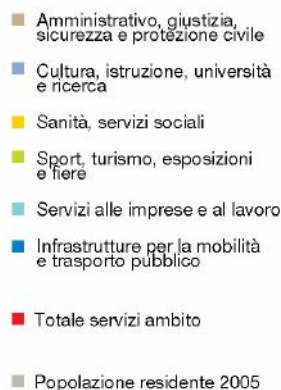 Amministrativo, giustizia,
sicurezza e protezione civile
Cultura, istruzione, università
e ricerca
Sanità, servizi sociali
Sport, turismo, esposizioni
e fiere
Servizi alle imprese e al lavoro
Infrastrutture per la mobilità
e trasporto pubblico
Totale servizi ambito
Popolazione residente 2005